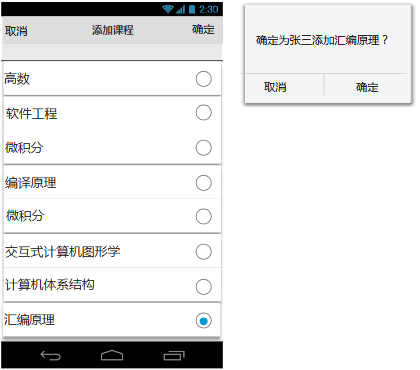 2:30
取消 添加课程 确定
高数
软件工程
微积分
编译原理
微积分
交互式计算机图形学
计算机体系结构
汇编原理
确定为张三添加汇编原理？
取消 确定